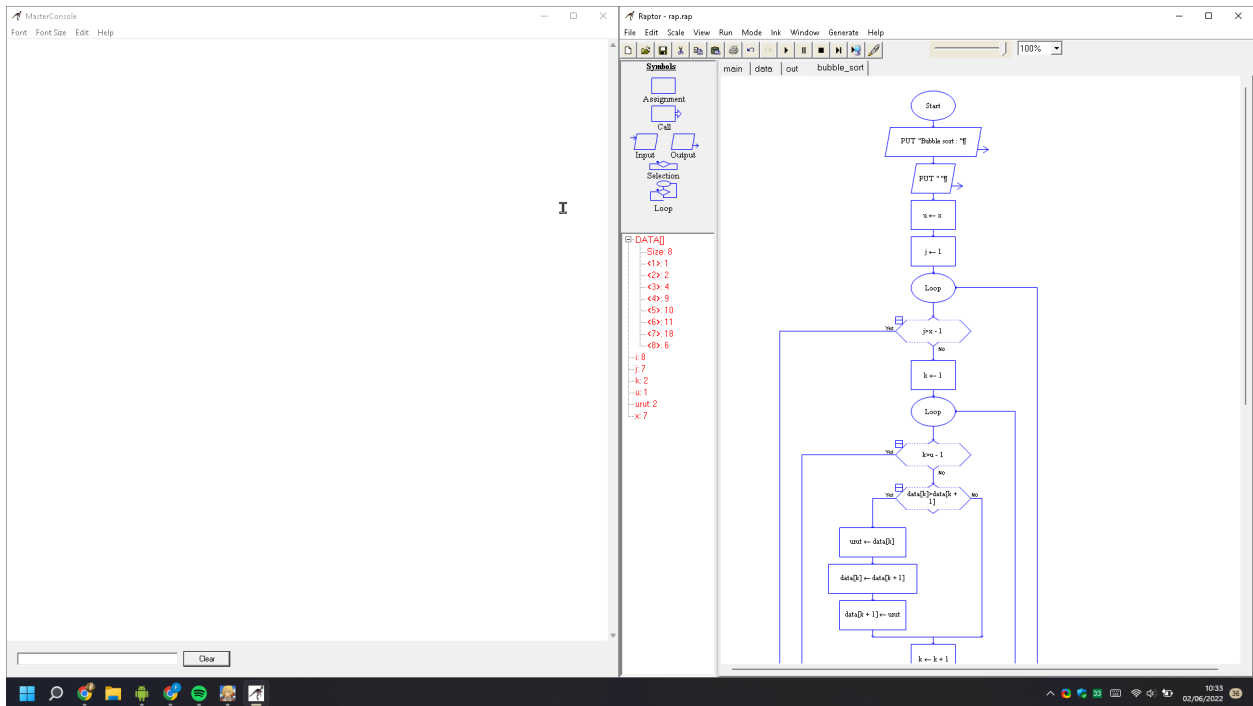 MasterConsole
Font Font Size Edit Help
Clear
Raptor - rap.rap
File Edit Scale View Run Mode Ink Window Generate Help
100%
Symbols
Assignment
Call
Input Output
Selection
Loop
main data out bubble_sort
DATA[]
Size: 8
<1>: 1
<2>: 2
<3>: 4
<4>: 9
<5>: 10
<6>: 11
<7>: 18
<8>: 6
i: 8
j: 7
k: 2
u: 1
urut: 2
x: 7
Start
PUT "Bubble sort : "¶
PUT " "¶
u ← x
j ← 1
Loop
Yes
j>x - 1
No
k ← 1
Loop
Yes
k>u - 1
No
Yes
data[k]>data[k +
1]
No
urut ← data[k]
data[k] ← data[k + 1]
data[k + 1] ← urut
k ← k + 1
33
10:33
02/06/2022
36